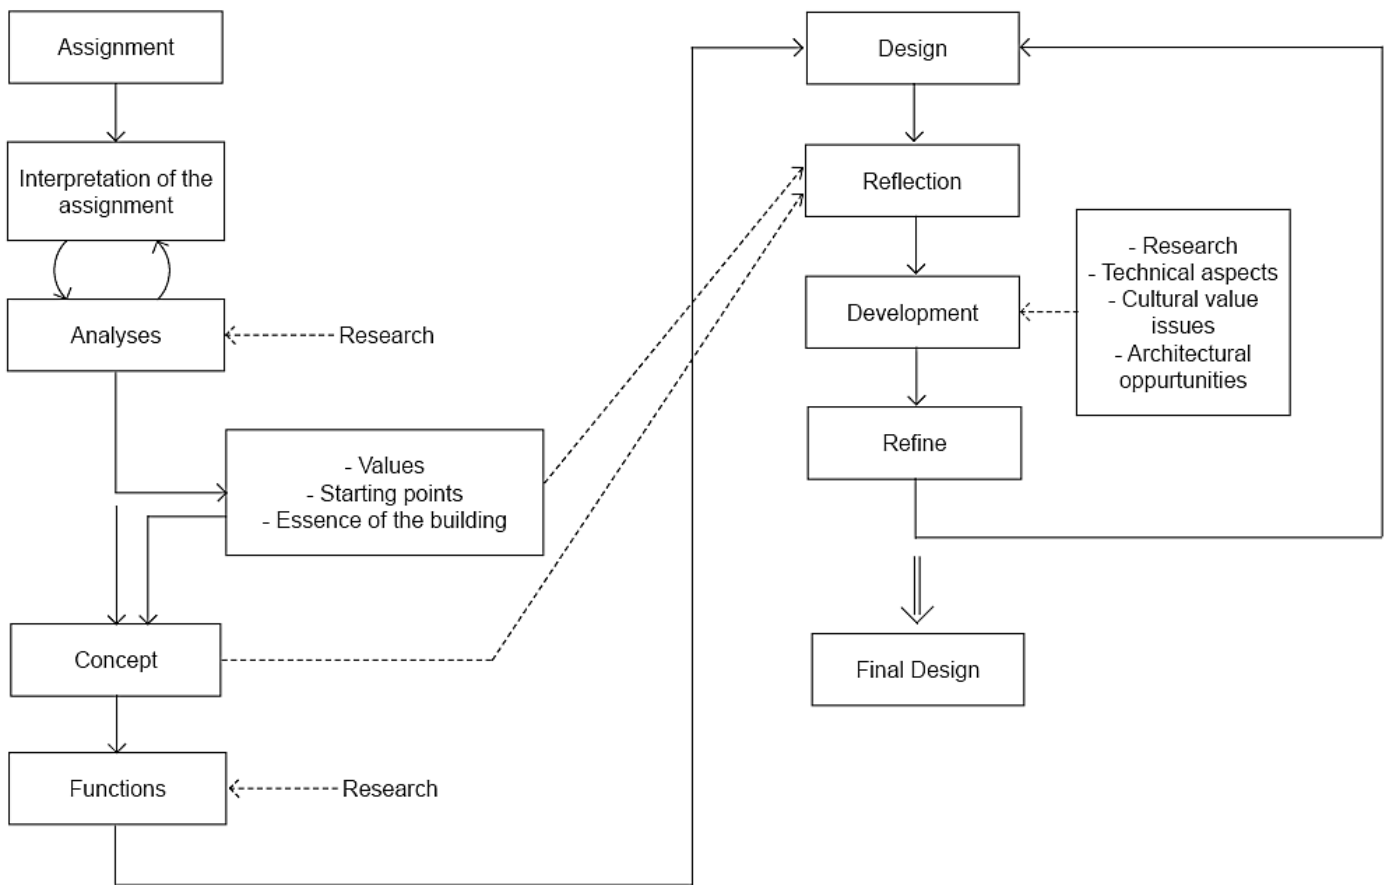 Assignment
Interpretation of the
assignment
Analyses
Research
- Values
- Starting points
- Essence of the building
Concept
Functions
Research
Design
Reflection
Development
- Research
- Technical aspects
- Cultural value
issues
- Architectural
oppurtunities
Refine
Final Design